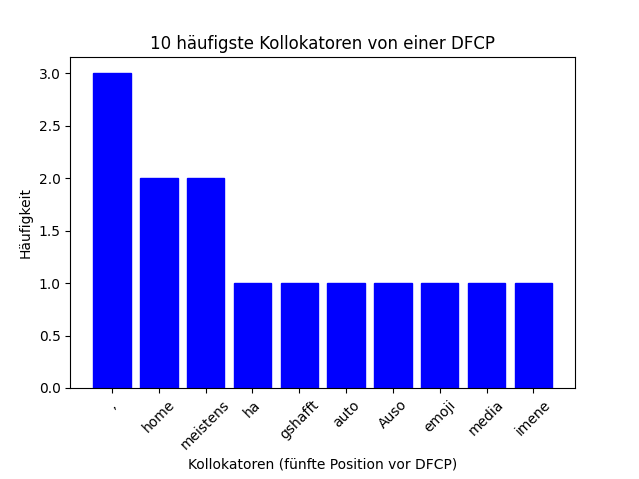 10 häufigste Kollokatoren von einer DFCP
Häufigkeit
3.0
2.5
2.0
1.5
1.0
0.5
0.0
, home meistens ha gshafft auto Auso emoji media imene
Kollokatoren (fünfte Position vor DFCP)